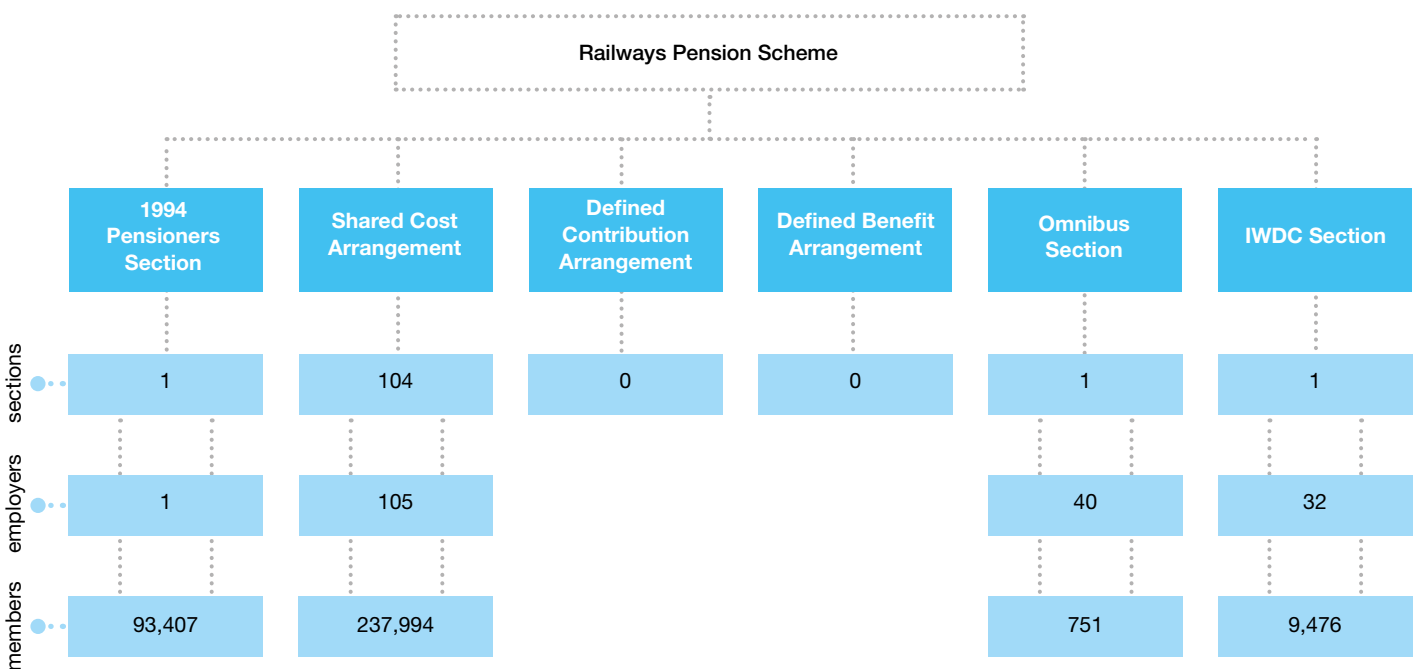 Railways Pension Scheme
1994
Pensioners
Section
Shared Cost
Arrangement
Defined
Contribution
Arrangement
Defined Benefit
Arrangement
Omnibus
Section
IWDC Section
sections
1
104
0
0
1
1
employers
1
105
40
32
members
93,407
237,994
751
9,476